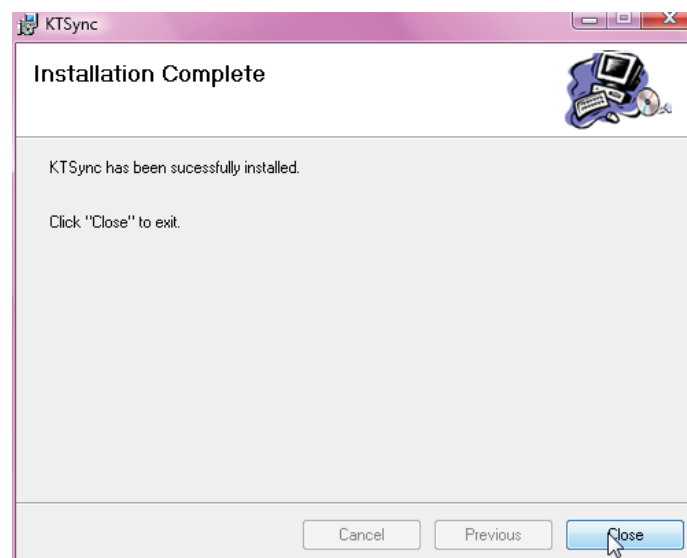 KTSync
Installation Complete
KTSync has been sucessfully installed.
Click "Close" to exit.
Cancel
Previous
Close